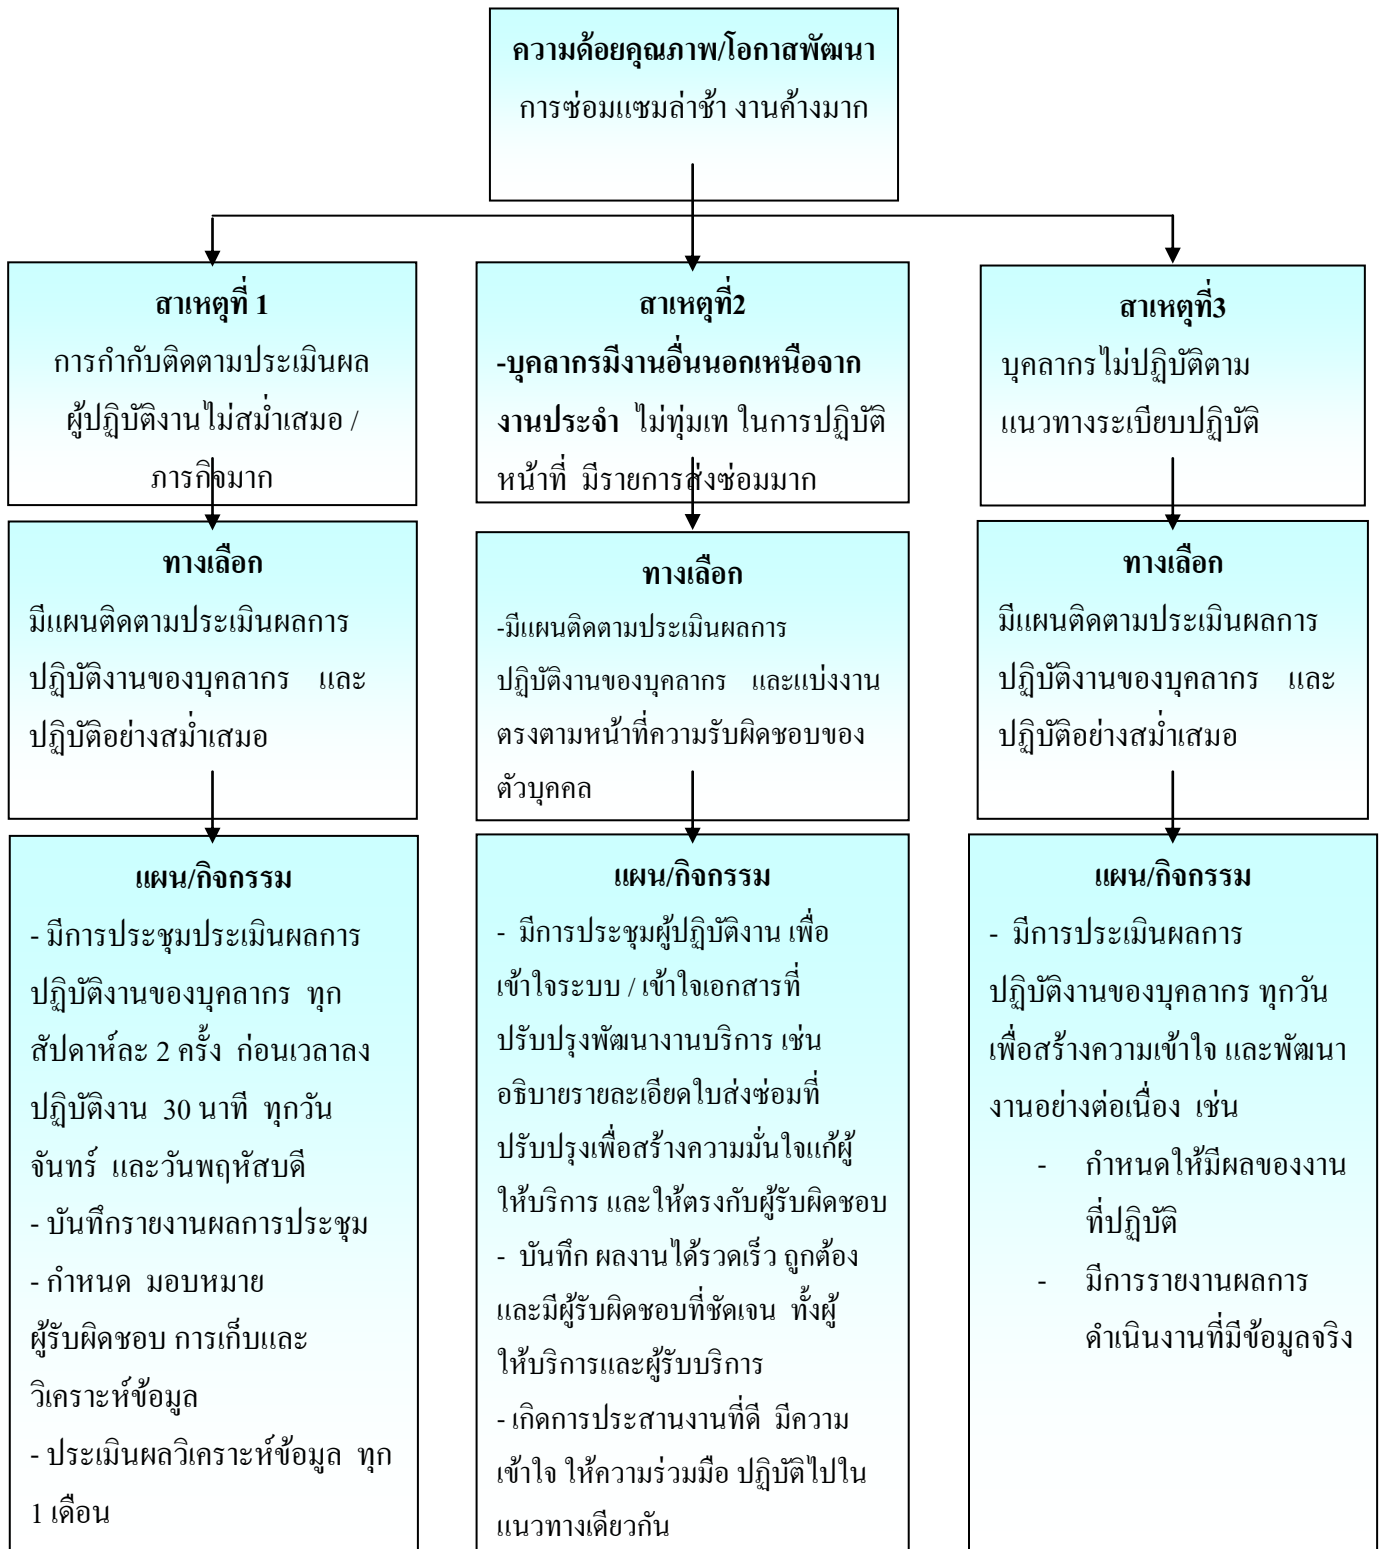 ความด้อยคุณภาพ/โอกาสพัฒนา
การซ่อมแซมล่าช้า งานค้างมาก
สาเหตุที่ 1
การกำกับติดตามประเมินผล
ผู้ปฏิบัติงานไม่สม่ำเสมอ /
ภารกิจมาก
สาเหตุที่2
-บุคลากรมีงานอื่นนอกเหนือจาก
งานประจำ ไม่ทุ่มเท ในการปฏิบัติ
หน้าที่ มีรายการส่งซ่อมมาก
สาเหตุที่3
บุคลากรไม่ปฏิบัติตาม
แนวทางระเบียบปฏิบัติ
ทางเลือก
มีแผนติดตามประเมินผลการ
ปฏิบัติงานของบุคลากร และ
ปฏิบัติอย่างสม่ำเสมอ
ทางเลือก
-มีแผนติดตามประเมินผลการ
ปฏิบัติงานของบุคลากร และแบ่งงาน
ตรงตามหน้าที่ความรับผิดชอบของ
ตัวบุคคล
ทางเลือก
มีแผนติดตามประเมินผลการ
ปฏิบัติงานของบุคลากร และ
ปฏิบัติอย่างสม่ำเสมอ
แผน/กิจกรรม
- มีการประชุมประเมินผลการ
ปฏิบัติงานของบุคลากร ทุก
สัปดาห์ละ 2 ครั้ง ก่อนเวลาลง
ปฏิบัติงาน 30 นาที ทุกวัน
จันทร์ และวันพฤหัสบดี
- บันทึกรายงานผลการประชุม
- กำหนด มอบหมาย
ผู้รับผิดชอบ การเก็บและ
วิเคราะห์ข้อมูล
- ประเมินผลวิเคราะห์ข้อมูล ทุก
1 เดือน
แผน/กิจกรรม
- มีการประชุมผู้ปฏิบัติงาน เพื่อ
เข้าใจระบบ / เข้าใจเอกสารที่
ปรับปรุงพัฒนางานบริการ เช่น
อธิบายรายละเอียดใบส่งซ่อมที่
ปรับปรุงเพื่อสร้างความมั่นใจแก้ผู้
ให้บริการ และให้ตรงกับผู้รับผิดชอบ
- บันทึก ผลงานได้รวดเร็ว ถูกต้อง
และมีผู้รับผิดชอบที่ชัดเจน ทั้งผู้
ให้บริการและผู้รับบริการ
- เกิดการประสานงานที่ดี มีความ
เข้าใจ ให้ความร่วมมือ ปฏิบัติไปใน
แนวทางเดียวกัน
แผน/กิจกรรม
- มีการประเมินผลการ
ปฏิบัติงานของบุคลากร ทุกวัน
เพื่อสร้างความเข้าใจ และพัฒนา
งานอย่างต่อเนื่อง เช่น
- กำหนดให้มีผลของงาน
ที่ปฏิบัติ
- มีการรายงานผลการ
ดำเนินงานที่มีข้อมูลจริง